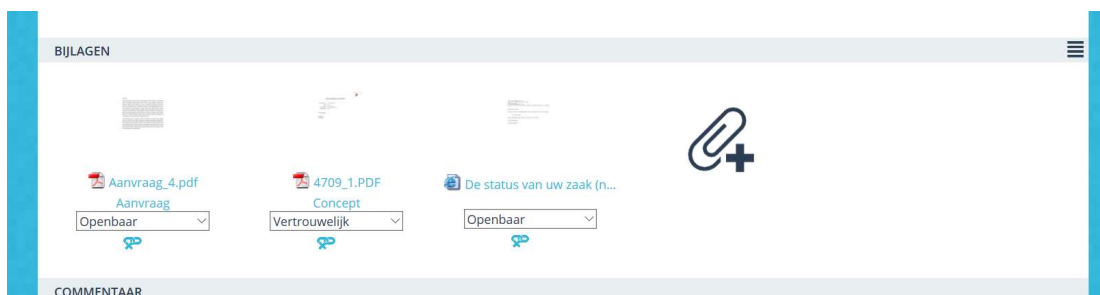 BIJLAGEN
Aanvraag_4.pdf
Aanvraag
Openbaar
4709_1.PDF
Concept
Vertrouwelijk
De status van uw zaak (n...
Openbaar
COMMENTAAR